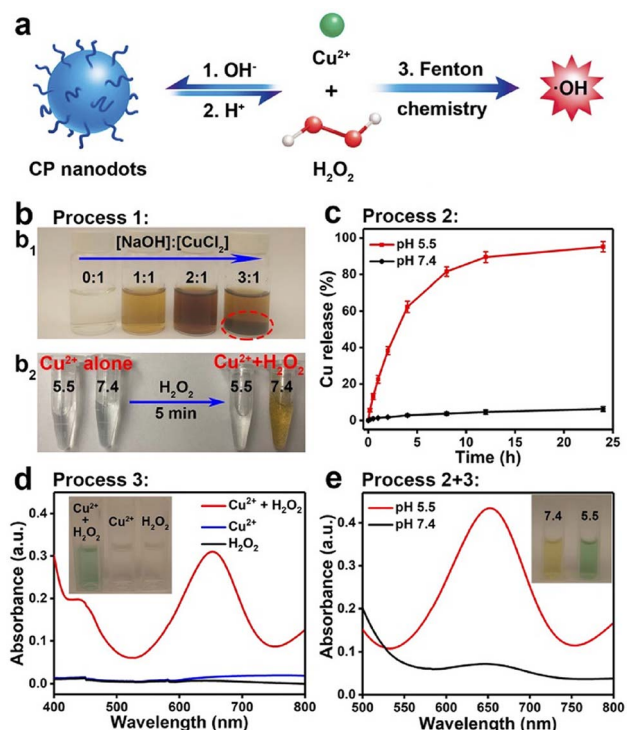 a
CP nanodots
1. OH⁻
2. H⁺
Cu²⁺
+
H₂O₂
3. Fenton
chemistry
·OH
b Process 1:
b₁
[NaOH]:[CuCl₂]
0:1 1:1 2:1 3:1
b₂
Cu²⁺ alone
5.5 7.4
H₂O₂
5 min
Cu²⁺+H₂O₂
5.5 7.4
c Process 2:
pH 5.5
pH 7.4
Cu release (%)
100
80
60
40
20
0
0 5 10 15 20 25
Time (h)
d Process 3:
Cu²⁺
+
H₂O₂
Cu²⁺
H₂O₂
Cu²⁺ + H₂O₂
Cu²⁺
H₂O₂
Absorbance (a.u.)
0.4
0.3
0.2
0.1
0.0
400 500 600 700 800
Wavelength (nm)
e Process 2+3:
pH 5.5
pH 7.4
7.4 5.5
Absorbance (a.u.)
0.4
0.3
0.2
0.1
0.0
500 550 600 650 700 750 800
Wavelength (nm)